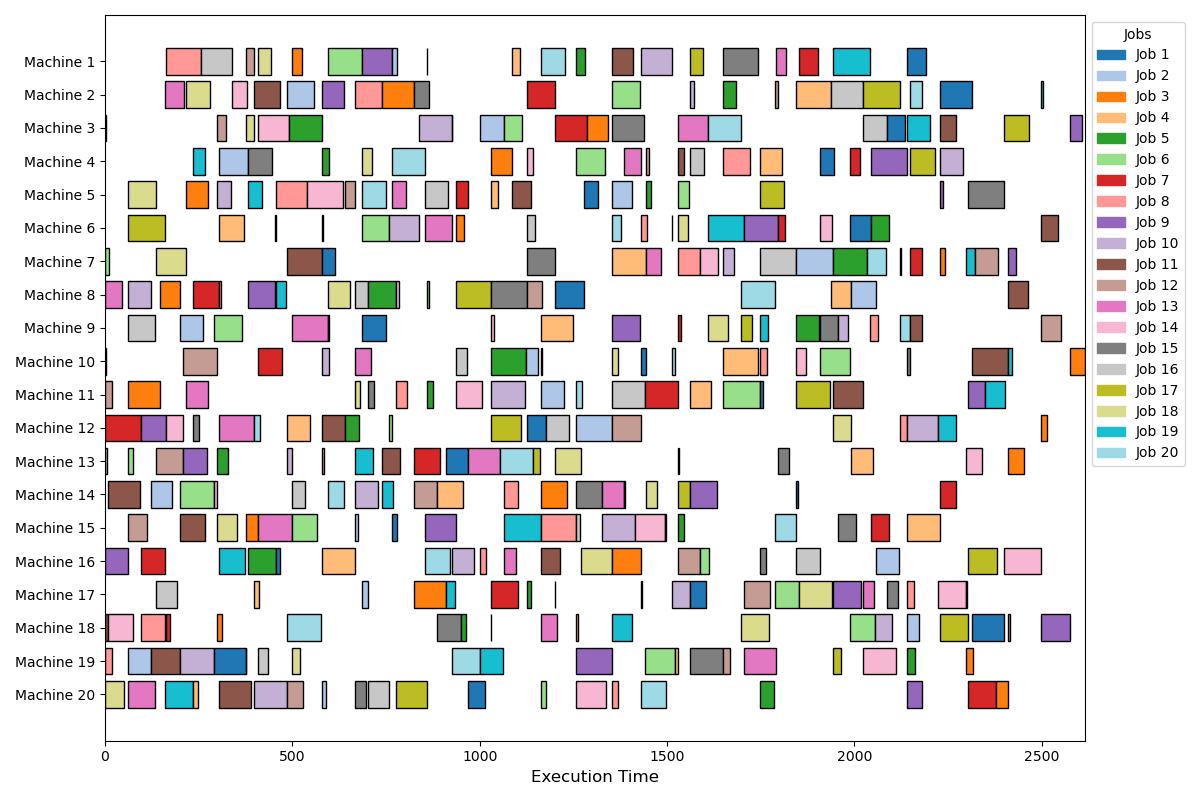 Machine 1
Machine 2
Machine 3
Machine 4
Machine 5
Machine 6
Machine 7
Machine 8
Machine 9
Machine 10
Machine 11
Machine 12
Machine 13
Machine 14
Machine 15
Machine 16
Machine 17
Machine 18
Machine 19
Machine 20
0 500 1000 1500 2000 2500
Execution Time
Jobs
Job 1
Job 2
Job 3
Job 4
Job 5
Job 6
Job 7
Job 8
Job 9
Job 10
Job 11
Job 12
Job 13
Job 14
Job 15
Job 16
Job 17
Job 18
Job 19
Job 20